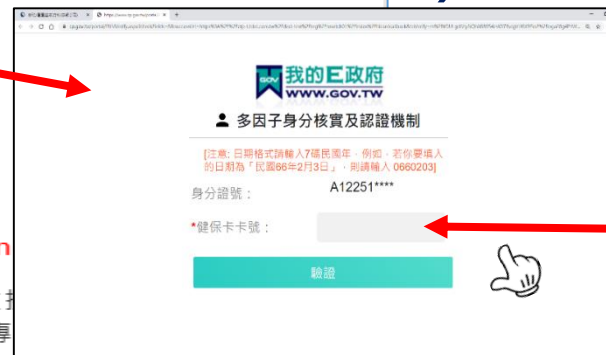 我的E政府
WWW.GOV.TW
多因子身分核實及認證機制
[注意: 日期格式請輸入7碼民國年，例如，若你要填入
的日期為「民國66年2月3日」，則請輸入 0660203]
身分證號：
A12251****
*健保卡卡號：
驗證